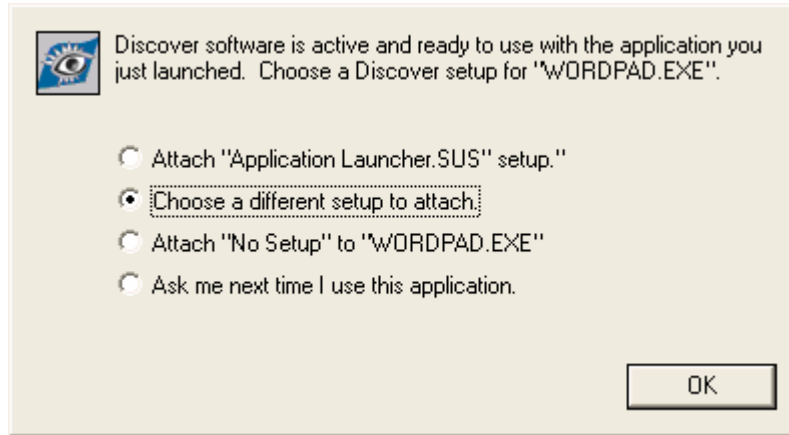 Discover software is active and ready to use with the application you
just launched.  Choose a Discover setup for "WORDPAD.EXE".
Attach "Application Launcher.SUS" setup."
Choose a different setup to attach.
Attach "No Setup" to "WORDPAD.EXE"
Ask me next time I use this application.
OK